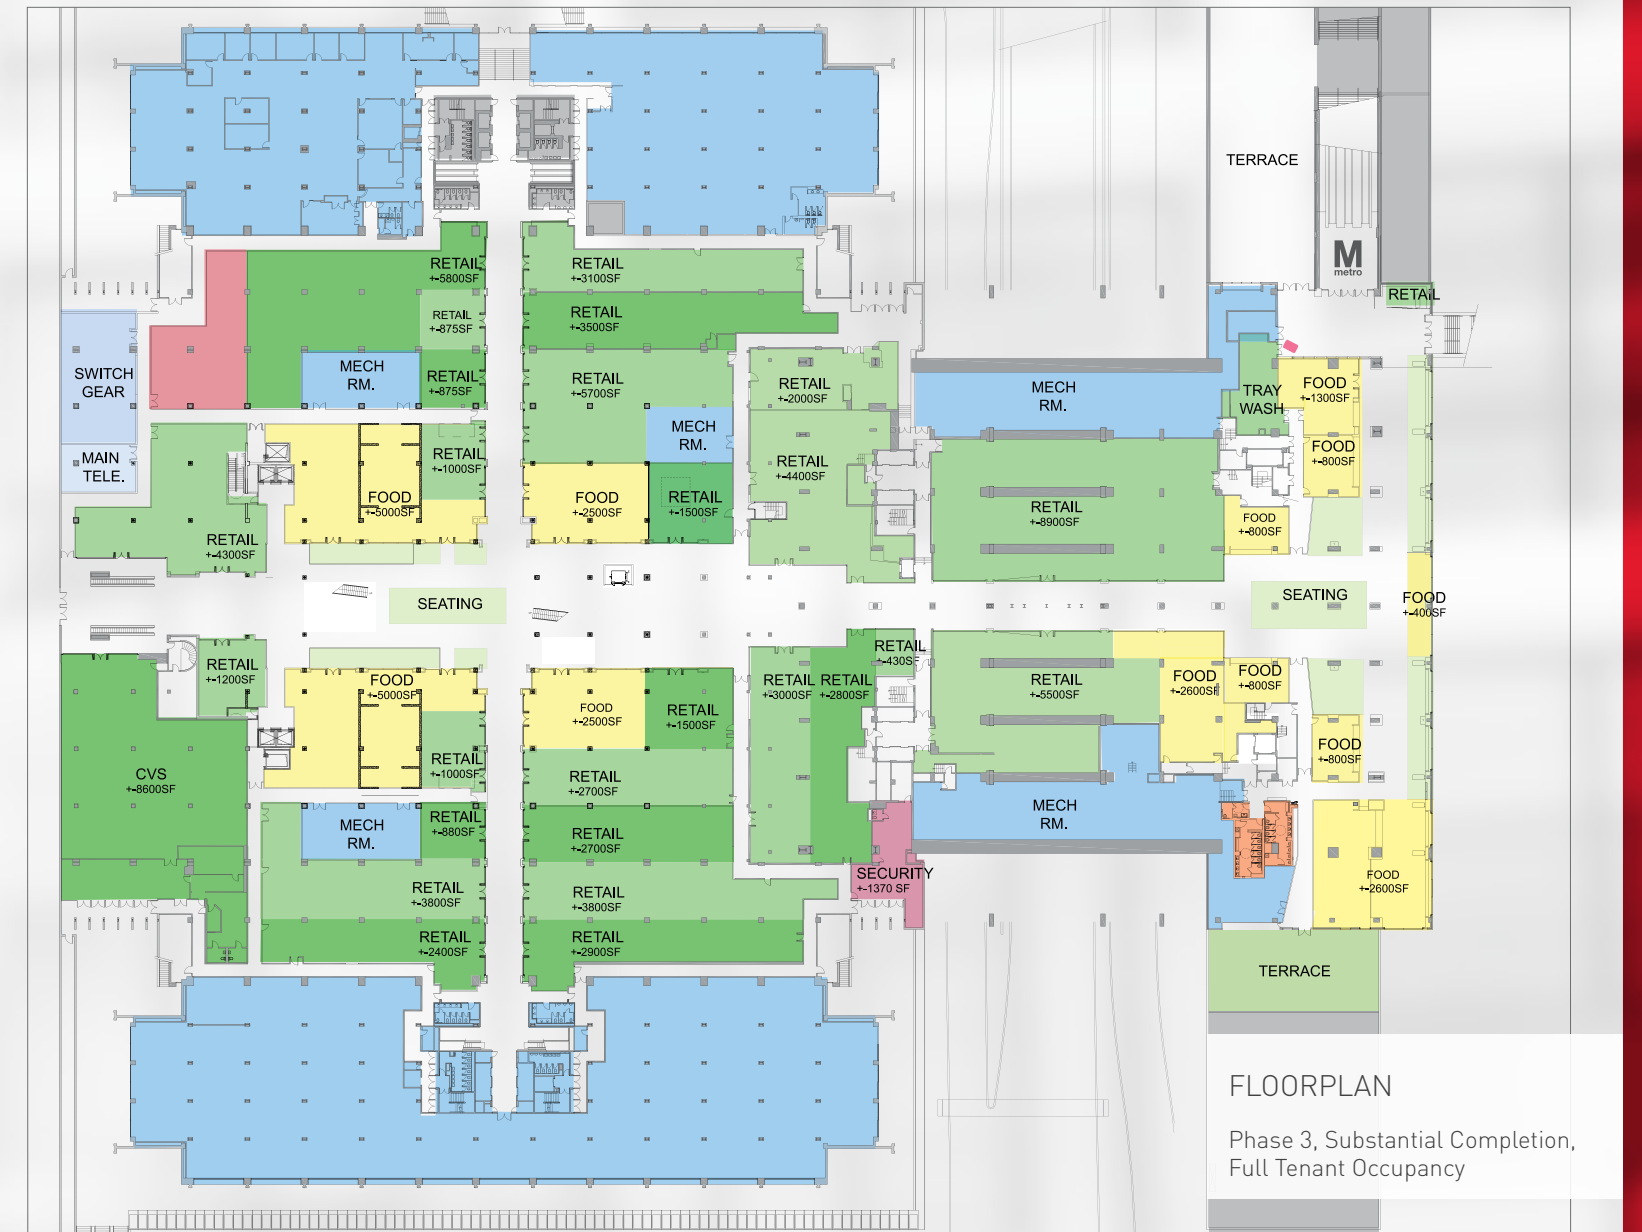 TERRACE
M
metro
RETAIL
+-5800SF
RETAIL
+-875SF
MECH
RM.
RETAIL
+-875SF
SWITCH
GEAR
MAIN
TELE.
RETAIL
+-3100SF
RETAIL
+-3500SF
RETAIL
+-5700SF
MECH
RM.
RETAIL
+-2000SF
RETAIL
+-4400SF
MECH
RM.
RETAIL
TRAY
WASH
FOOD
+-1300SF
FOOD
+-800SF
RETAIL
+-1000SF
FOOD
+-5000SF
FOOD
+-2500SF
RETAIL
+-1500SF
RETAIL
+-8900SF
FOOD
+-800SF
RETAIL
+-4300SF
SEATING
SEATING
FOOD
+-400SF
RETAIL
+-1200SF
FOOD
+-5000SF
RETAIL
+-430SF
RETAIL
+-3000SF
RETAIL
+-2800SF
RETAIL
+-5500SF
FOOD
+-2600SF
FOOD
+-800SF
FOOD
+-2500SF
RETAIL
+-1500SF
FOOD
+-800SF
CVS
+-8600SF
RETAIL
+-1000SF
RETAIL
+-2700SF
MECH
RM.
RETAIL
+-880SF
RETAIL
+-2700SF
MECH
RM.
RETAIL
+-3800SF
RETAIL
+-3800SF
SECURITY
+-1370 SF
FOOD
+-2600SF
RETAIL
+-2400SF
RETAIL
+-2900SF
TERRACE
FLOORPLAN
Phase 3, Substantial Completion,
Full Tenant Occupancy